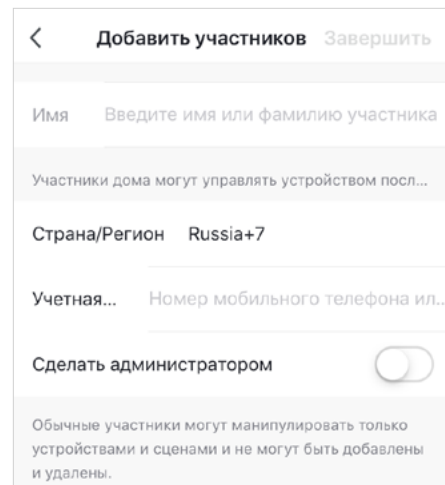 Добавить участников Завершить
Имя Введите имя или фамилию участника
Участники дома могут управлять устройством посл...
Страна/Регион Russia+7
Учетная... Номер мобильного телефона ил...
Сделать администратором
Обычные участники могут манипулировать только
устройствами и сценами и не могут быть добавлены
и удалены.